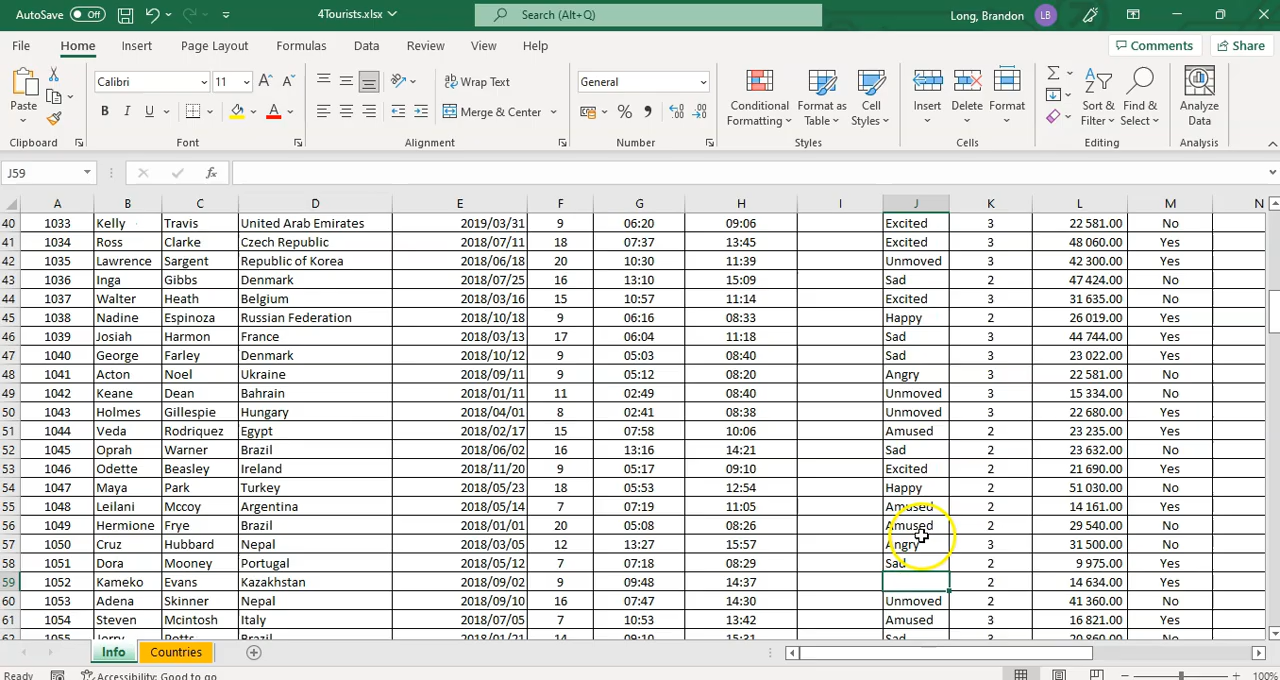 AutoSave Off 4Tourists.xlsx Search (Alt+Q) Long, Brandon LB
File Home Insert Page Layout Formulas Data Review View Help Comments Share
Calibri 11 Wrap Text General
Paste B I U Merge & Center Conditional Formatting Format as Table Cell Styles Insert Delete Format Sort & Filter Find & Select Analyze Data
Clipboard Font Alignment Number Styles Cells Editing Analysis
J59 fx
A B C D E F G H I J K L M N
40 1033 Kelly Travis United Arab Emirates 2019/03/31 9 06:20 09:06 Excited 3 22 581.00 No
41 1034 Ross Clarke Czech Republic 2018/07/11 18 07:37 13:45 Excited 3 48 060.00 Yes
42 1035 Lawrence Sargent Republic of Korea 2018/06/18 20 10:30 11:39 Unmoved 3 42 300.00 Yes
43 1036 Inga Gibbs Denmark 2018/07/25 16 13:10 15:09 Sad 2 47 424.00 No
44 1037 Walter Heath Belgium 2018/03/16 15 10:57 11:14 Excited 3 31 635.00 No
45 1038 Nadine Espinoza Russian Federation 2018/10/18 9 06:16 08:33 Happy 2 26 019.00 Yes
46 1039 Josiah Harmon France 2018/03/13 17 06:04 11:18 Sad 3 44 744.00 Yes
47 1040 George Farley Denmark 2018/10/12 9 05:03 08:40 Sad 2 23 022.00 Yes
48 1041 Acton Noel Ukraine 2018/09/11 9 05:12 08:20 Angry 3 22 581.00 No
49 1042 Keane Dean Bahrain 2018/01/11 11 02:49 08:40 Unmoved 3 15 334.00 No
50 1043 Holmes Gillespie Hungary 2018/04/01 8 02:41 08:38 Unmoved 3 22 680.00 Yes
51 1044 Veda Rodriquez Egypt 2018/02/17 15 07:58 10:06 Amused 3 23 235.00 Yes
52 1045 Oprah Warner Brazil 2018/06/02 16 13:16 14:21 Sad 2 23 632.00 No
53 1046 Odette Beasley Ireland 2018/11/20 9 05:17 09:10 Excited 2 21 690.00 Yes
54 1047 Maya Park Turkey 2018/05/23 18 05:53 12:54 Happy 2 51 030.00 No
55 1048 Leilani Mccoy Argentina 2018/05/14 7 07:19 11:05 Amused 2 14 161.00 Yes
56 1049 Hermione Frye Brazil 2018/01/01 20 05:08 08:26 Amused 2 29 540.00 No
57 1050 Cruz Hubbard Nepal 2018/03/05 12 13:27 15:57 Angry 3 31 500.00 No
58 1051 Dora Mooney Portugal 2018/05/12 7 07:18 08:29 Sad 2 9 975.00 Yes
59 1052 Kameko Evans Kazakhstan 2018/09/02 9 09:48 14:37 2 14 634.00 Yes
60 1053 Adena Skinner Nepal 2018/09/10 16 07:47 14:30 Unmoved 2 41 360.00 No
61 1054 Steven Mcintosh Italy 2018/07/05 7 10:53 13:42 Amused 3 16 821.00 Yes
62 1055 Jerry Potts Brazil 2018/01/21 14 09:10 15:31 Sad 3 29 860.00 No
Info Countries
Ready Accessibility: Good to go 100%